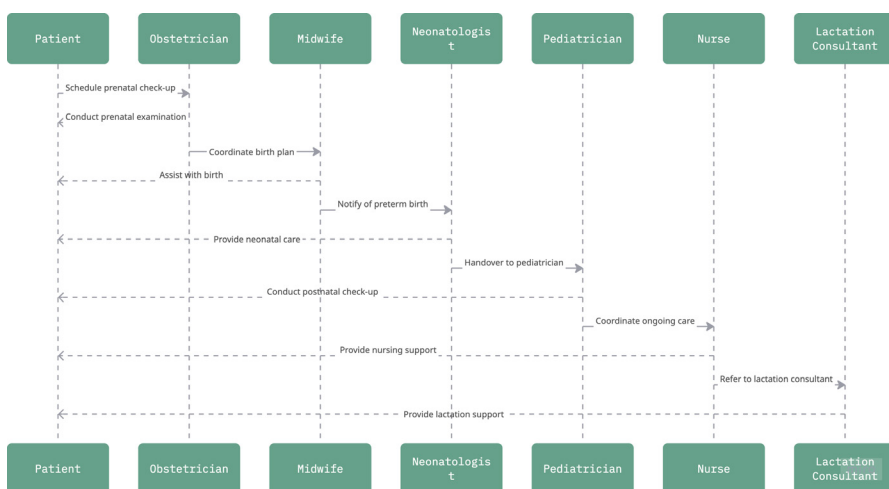 Patient
Obstetrician
Midwife
Neonatologis
t
Pediatrician
Nurse
Lactation
Consultant
Schedule prenatal check-up
Conduct prenatal examination
Coordinate birth plan
Assist with birth
Notify of preterm birth
Provide neonatal care
Handover to pediatrician
Conduct postnatal check-up
Coordinate ongoing care
Provide nursing support
Refer to lactation consultant
Provide lactation support
Patient
Obstetrician
Midwife
Neonatologis
t
Pediatrician
Nurse
Lactation
Consultant